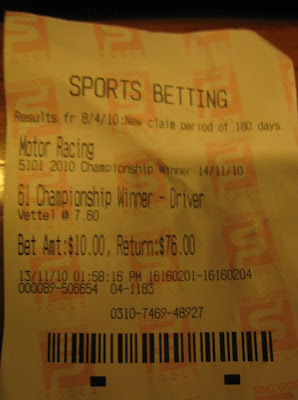 SPORTS BETTING
Results fr 8/4/10:New claim period of 180 days
Motor Racing
5101 2010 Championship Winner 14/11/10
61 Championship Winner - Driver
Vettel @ 7.60
Bet Amt:$10.00, Return:$76.00
13/11/10 01:58:16 PM 16160201-16160204
000089-506654 04-1183
0310-7469-48927